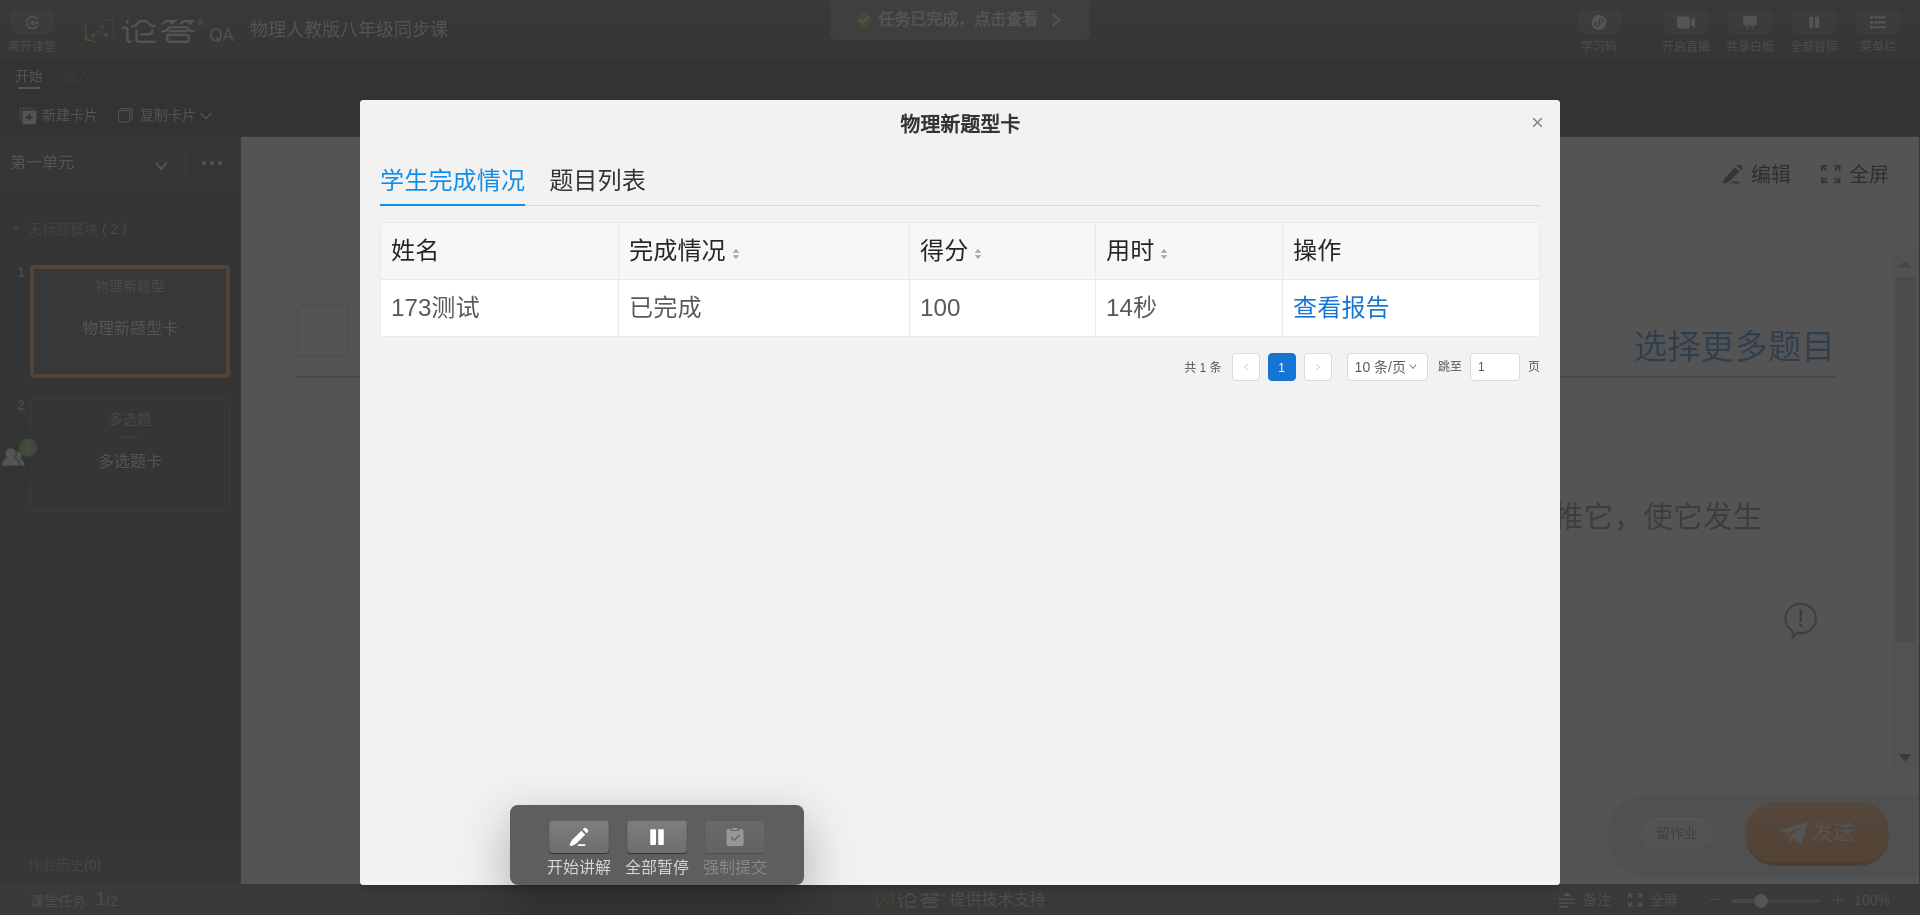 离开课堂
论答® QA
物理人教版八年级同步课
任务已完成，点击查看
学习码
开启直播
共享白板
全部暂停
菜单栏
开始
插入
新建卡片
复制卡片
第一单元
无标题模块 ( 2 )
1
物理新题型
物理新题型卡
2
多选题
多选题卡
1
作业历史(0)
课堂任务 1/2
编辑
全屏
选择更多题目
推它，使它发生
留作业
发送
物理新题型卡
×
学生完成情况 题目列表
姓名 完成情况 得分 用时 操作
173测试 已完成 100 14秒 查看报告
共 1 条 < 1 > 10 条/页 跳至 1 页
开始讲解 全部暂停 强制提交
论答 提供技术支持
备注
全屏
100%